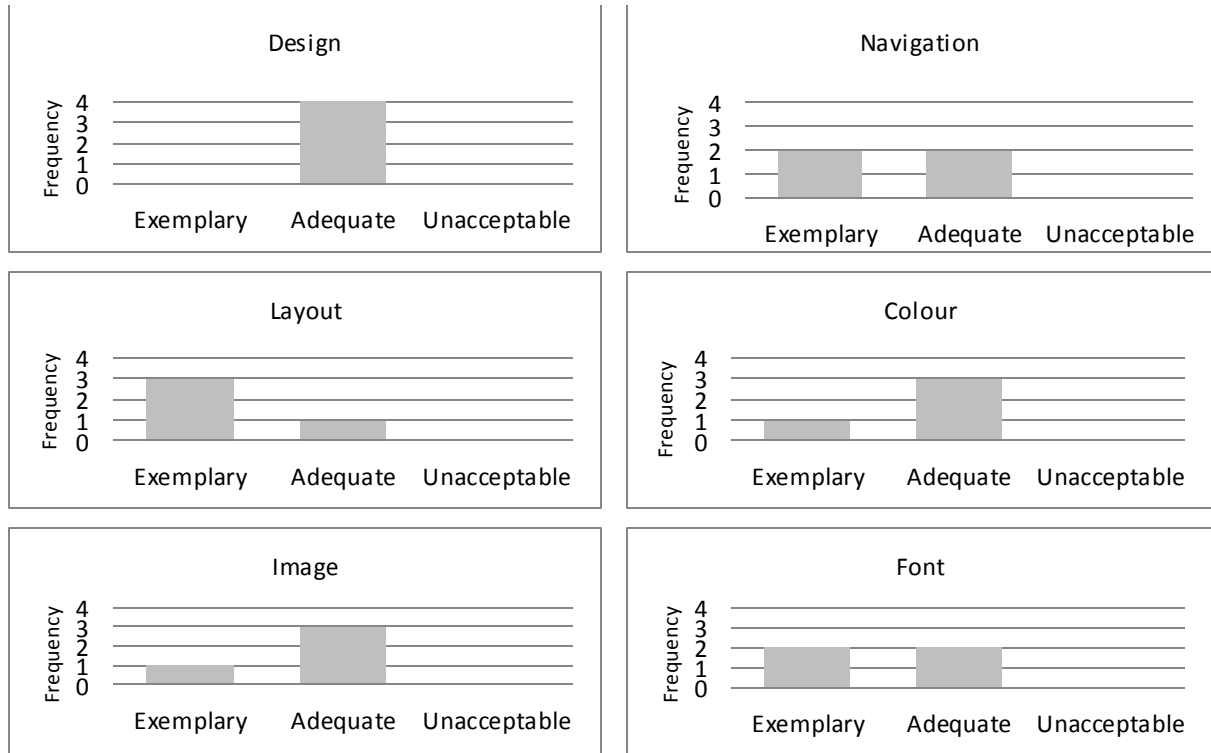 Design
Frequency
4
3
2
1
0
Exemplary Adequate Unacceptable
Navigation
Frequency
4
3
2
1
0
Exemplary Adequate Unacceptable
Layout
Frequency
4
3
2
1
0
Exemplary Adequate Unacceptable
Colour
Frequency
4
3
2
1
0
Exemplary Adequate Unacceptable
Image
Frequency
4
3
2
1
0
Exemplary Adequate Unacceptable
Font
Frequency
4
3
2
1
0
Exemplary Adequate Unacceptable